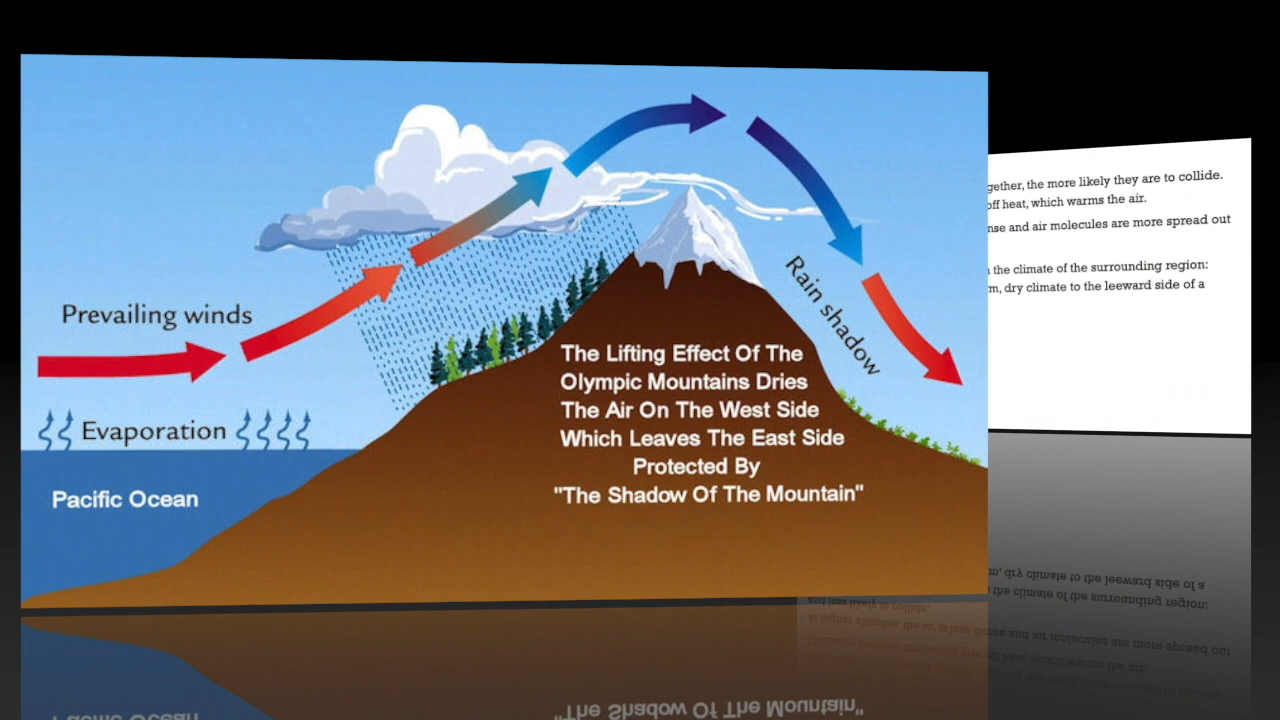 Prevailing winds
Evaporation
Pacific Ocean
Rain shadow
The Lifting Effect Of The
Olympic Mountains Dries
The Air On The West Side
Which Leaves The East Side
Protected By
"The Shadow Of The Mountain"
gether, the more likely they are to collide.
off heat, which warms the air.
nse and air molecules are more spread out
the climate of the surrounding region:
m, dry climate to the leeward side of a